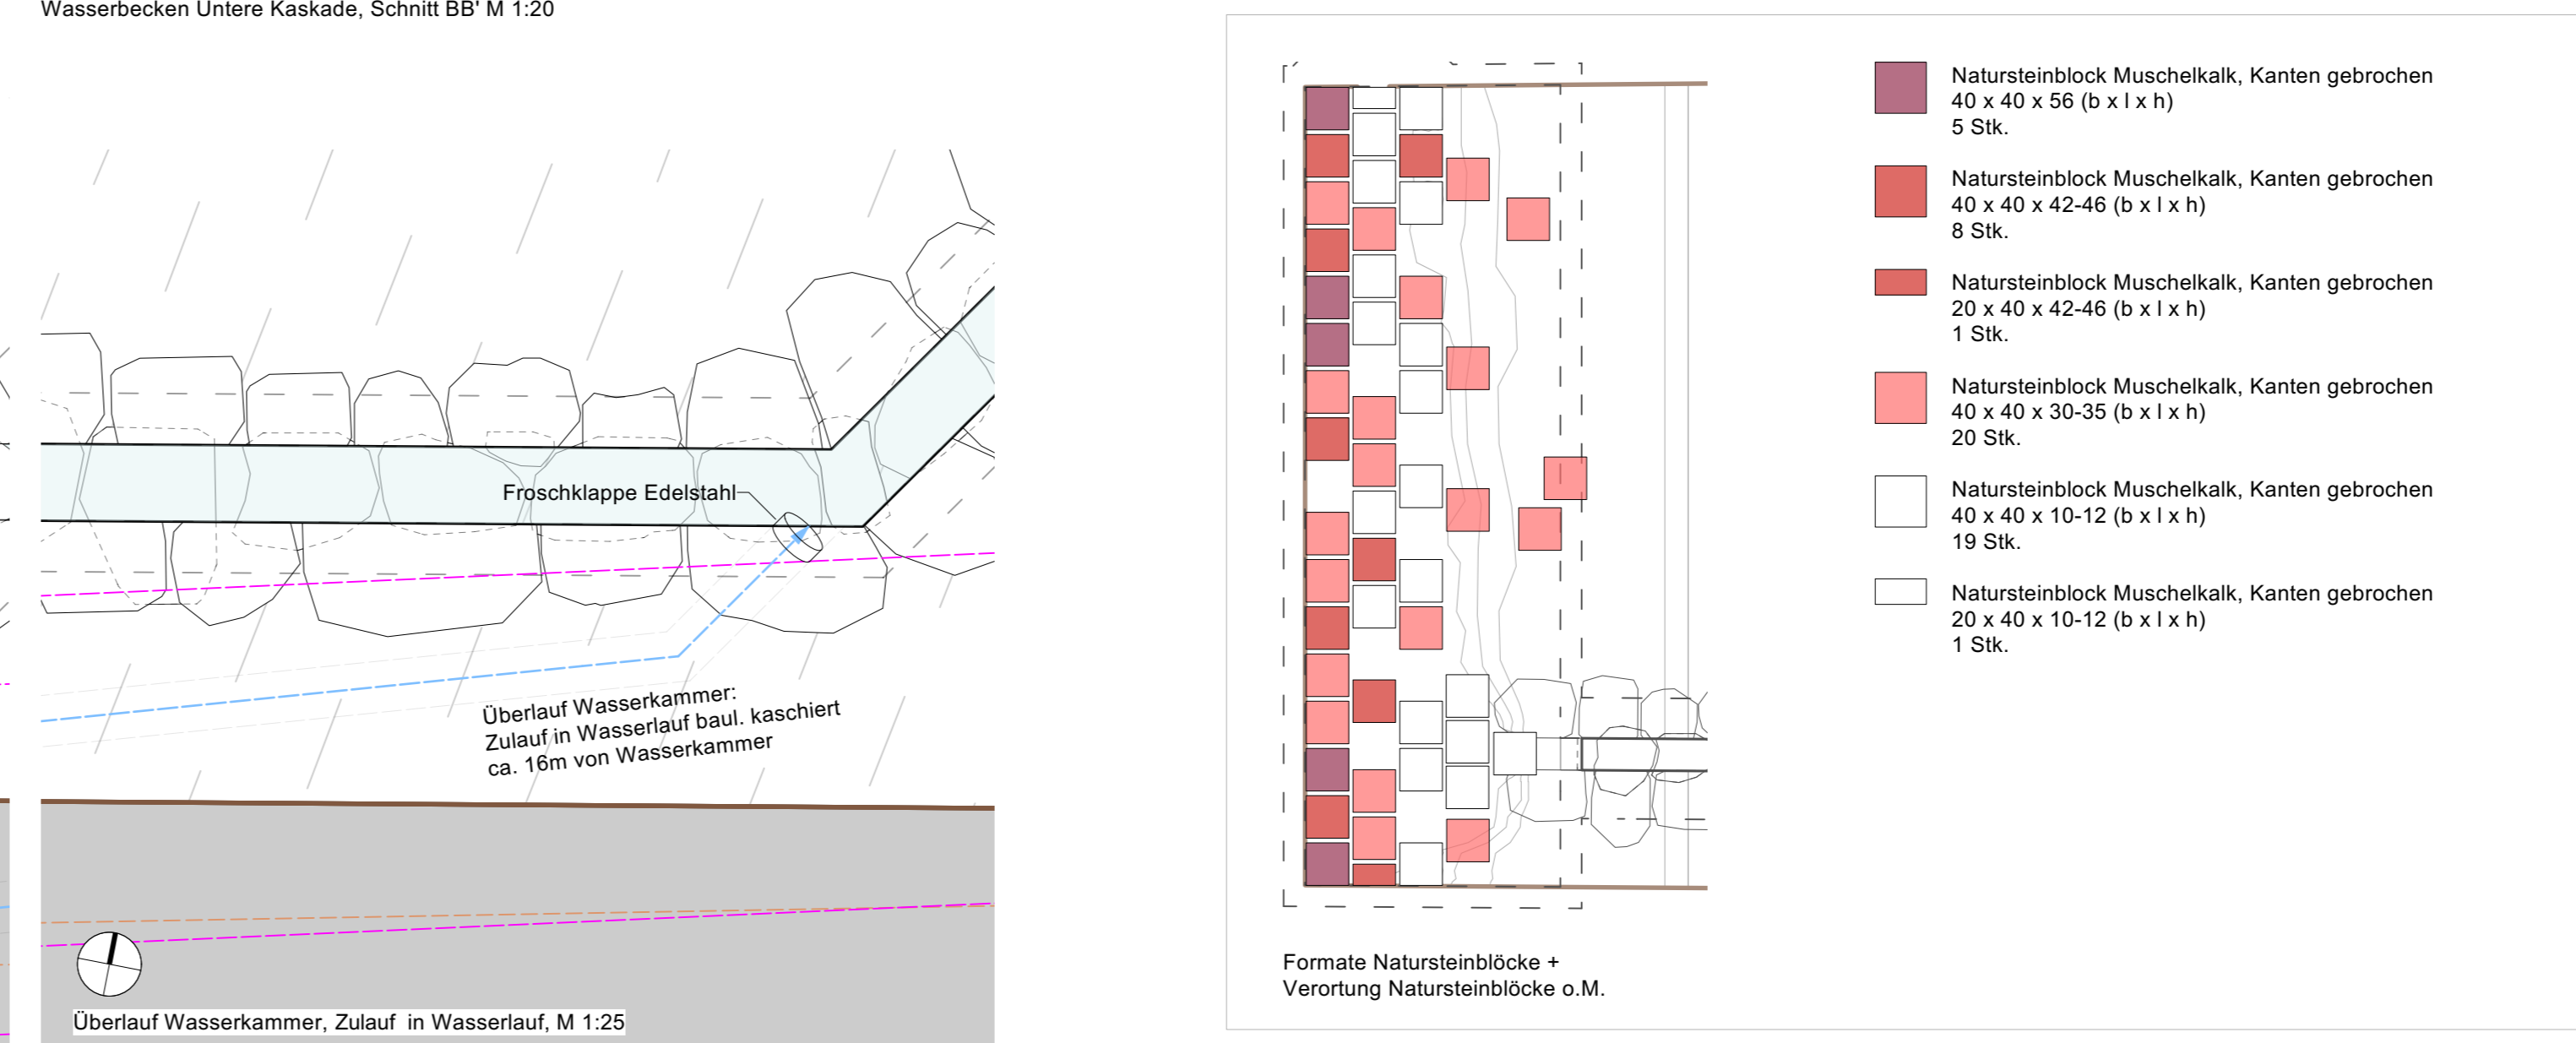 Wasserbecken Untere Kaskade, Schnitt BB' M 1:20
Froschklappe Edelstahl
Überlauf Wasserkammer:
Zulauf in Wasserlauf baul. kaschiert
ca. 16m von Wasserkammer
Überlauf Wasserkammer, Zulauf  in Wasserlauf, M 1:25
Natursteinblock Muschelkalk, Kanten gebrochen
40 x 40 x 56 (b x l x h)
5 Stk.
Natursteinblock Muschelkalk, Kanten gebrochen
40 x 40 x 42-46 (b x l x h)
8 Stk.
Natursteinblock Muschelkalk, Kanten gebrochen
20 x 40 x 42-46 (b x l x h)
1 Stk.
Natursteinblock Muschelkalk, Kanten gebrochen
40 x 40 x 30-35 (b x l x h)
20 Stk.
Natursteinblock Muschelkalk, Kanten gebrochen
40 x 40 x 10-12 (b x l x h)
19 Stk.
Natursteinblock Muschelkalk, Kanten gebrochen
20 x 40 x 10-12 (b x l x h)
1 Stk.
Formate Natursteinblöcke +
Verortung Natursteinblöcke o.M.